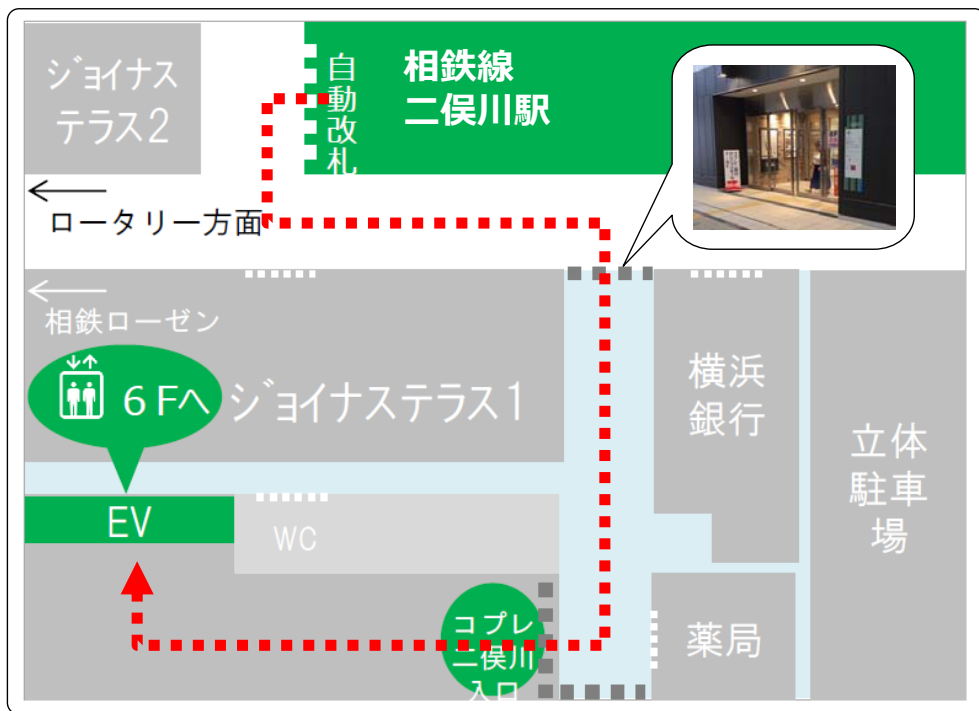 ジョイナス
テラス2
自動改札
相鉄線
二俣川駅
ロータリー方面
相鉄ローゼン
6Fへ
ジョイナステラス1
横浜
銀行
立体
駐車
場
EV
WC
コプレ
二俣川
入口
薬局